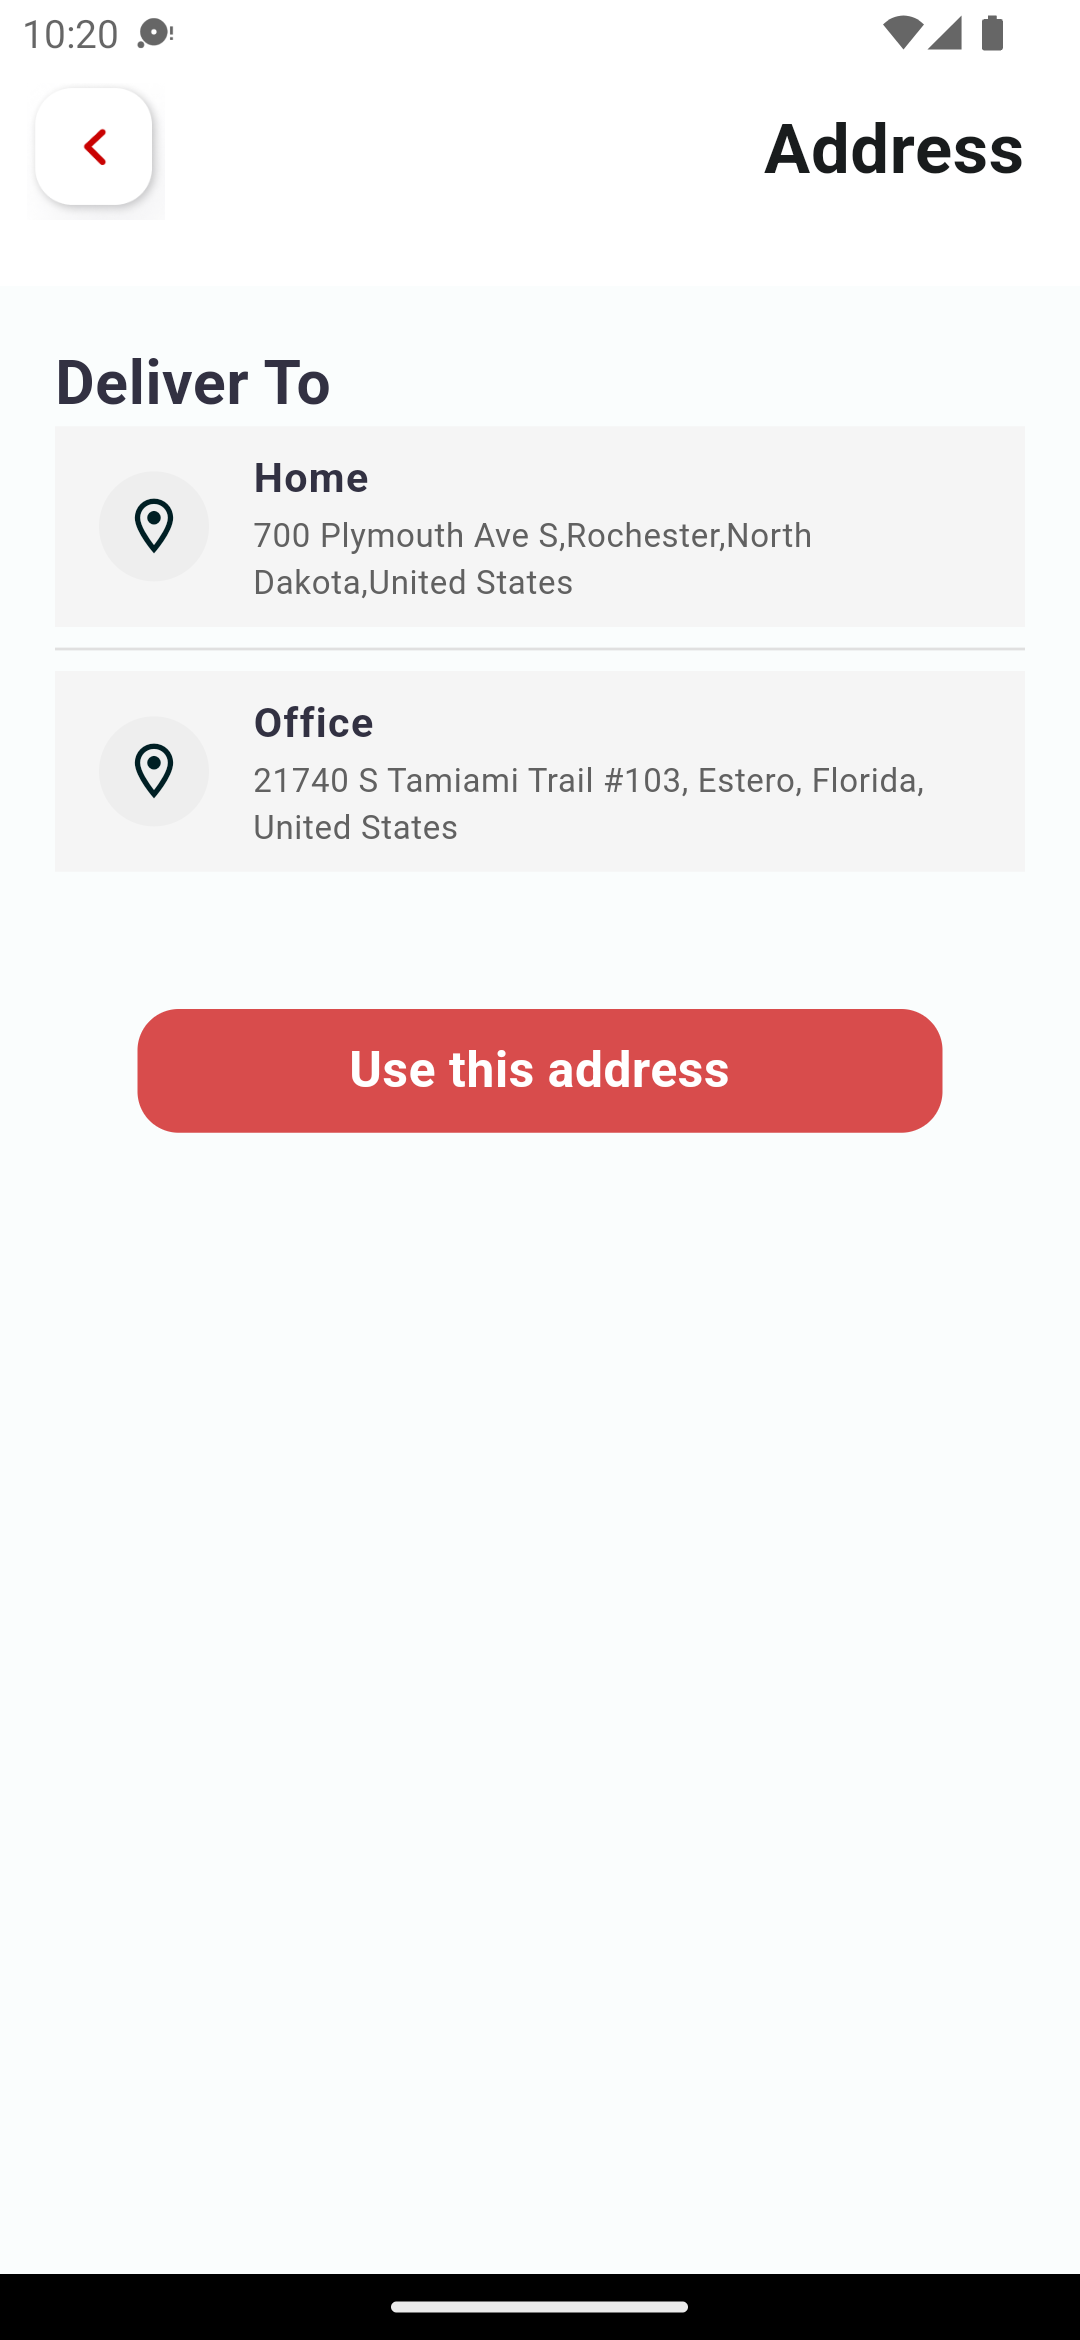 10:20
Address
Deliver To
Home
700 Plymouth Ave S,Rochester,North
Dakota,United States
Office
21740 S Tamiami Trail #103, Estero, Florida,
United States
Use this address